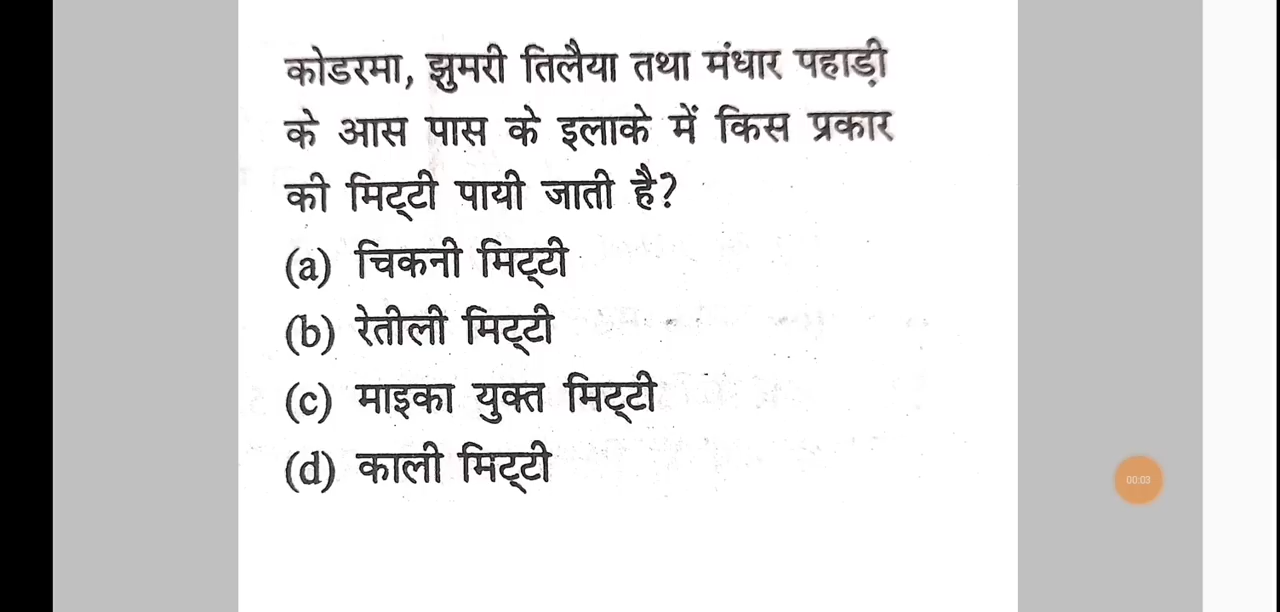 कोडरमा, झुमरी तिलैया तथा मंधार पहाड़ी
के आस पास के इलाके में किस प्रकार
की मिट्‌टी पायी जाती है?
(a) चिकनी मिट्‌टी
(b) रेतीली मिट्‌टी
(c) माइका युक्त मिट्‌टी
(d) काली मिट्‌टी
00:03